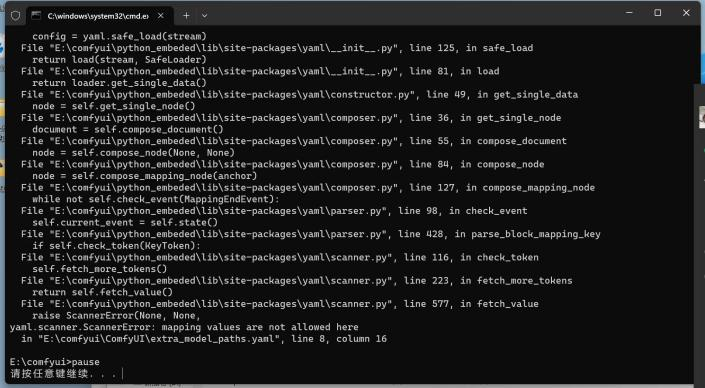 C:\windows\system32\cmd.e
config = yaml.safe_load(stream)
File "E:\comfyui\python_embeded\lib\site-packages\yaml\__init__.py", line 125, in safe_load
return load(stream, SafeLoader)
File "E:\comfyui\python_embeded\lib\site-packages\yaml\__init__.py", line 81, in load
return loader.get_single_data()
File "E:\comfyui\python_embeded\lib\site-packages\yaml\constructor.py", line 49, in get_single_data
node = self.get_single_node()
File "E:\comfyui\python_embeded\lib\site-packages\yaml\composer.py", line 36, in get_single_node
document = self.compose_document()
File "E:\comfyui\python_embeded\lib\site-packages\yaml\composer.py", line 55, in compose_document
node = self.compose_node(None, None)
File "E:\comfyui\python_embeded\lib\site-packages\yaml\composer.py", line 84, in compose_node
node = self.compose_mapping_node(anchor)
File "E:\comfyui\python_embeded\lib\site-packages\yaml\composer.py", line 127, in compose_mapping_node
while not self.check_event(MappingEndEvent):
File "E:\comfyui\python_embeded\lib\site-packages\yaml\parser.py", line 98, in check_event
self.current_event = self.state()
File "E:\comfyui\python_embeded\lib\site-packages\yaml\parser.py", line 428, in parse_block_mapping_key
if self.check_token(KeyToken):
File "E:\comfyui\python_embeded\lib\site-packages\yaml\scanner.py", line 116, in check_token
self.fetch_more_tokens()
File "E:\comfyui\python_embeded\lib\site-packages\yaml\scanner.py", line 223, in fetch_more_tokens
return self.fetch_value()
File "E:\comfyui\python_embeded\lib\site-packages\yaml\scanner.py", line 577, in fetch_value
raise ScannerError(None, None,
yaml.scanner.ScannerError: mapping values are not allowed here
in "E:\comfyui\ComfyUI\extra_model_paths.yaml", line 8, column 16
E:\comfyui>pause
请按任意键继续. . .